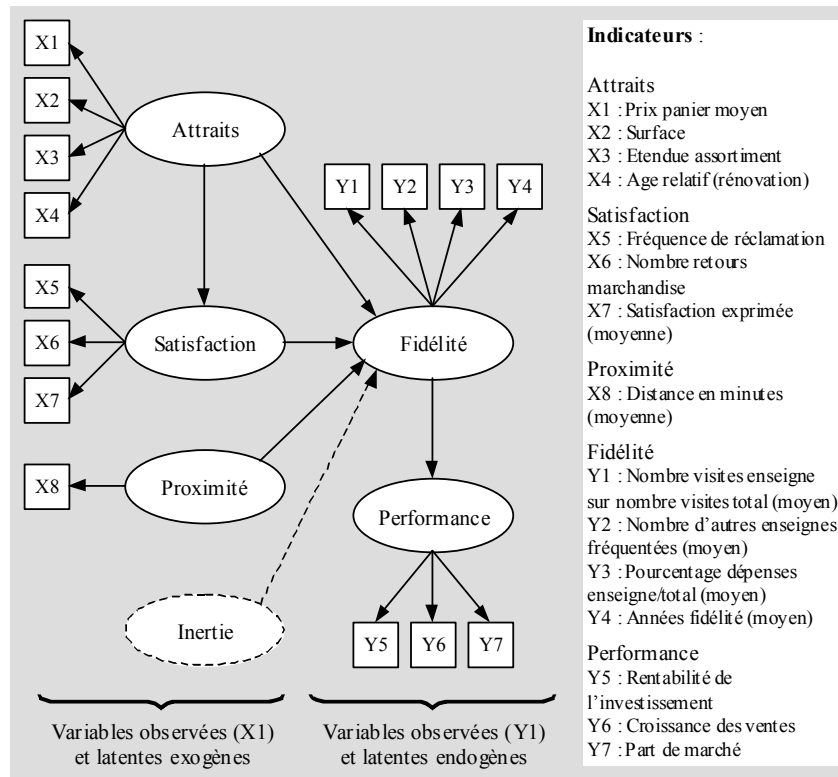 X1
X2
X3
X4
Attraits
Y1
Y2
Y3
Y4
X5
X6
X7
Satisfaction
Fidélité
X8
Proximité
Performance
Inertie
Y5
Y6
Y7
Variables observées (X1)
et latentes exogènes
Variables observées (Y1)
et latentes endogènes
Indicateurs :
Attraits
X1 : Prix panier moyen
X2 : Surface
X3 : Etendue assortiment
X4 : Age relatif (rénovation)
Satisfaction
X5 : Fréquence de réclamation
X6 : Nombre retours
marchandise
X7 : Satisfaction exprimée
(moyenne)
Proximité
X8 : Distance en minutes
(moyenne)
Fidélité
Y1 : Nombre visites enseigne
sur nombre visites total (moyen)
Y2 : Nombre d'autres enseignes
fréquentées (moyen)
Y3 : Pourcentage dépenses
enseigne/total (moyen)
Y4 : Années fidélité (moyen)
Performance
Y5 : Rentabilité de
l'investissement
Y6 : Croissance des ventes
Y7 : Part de marché